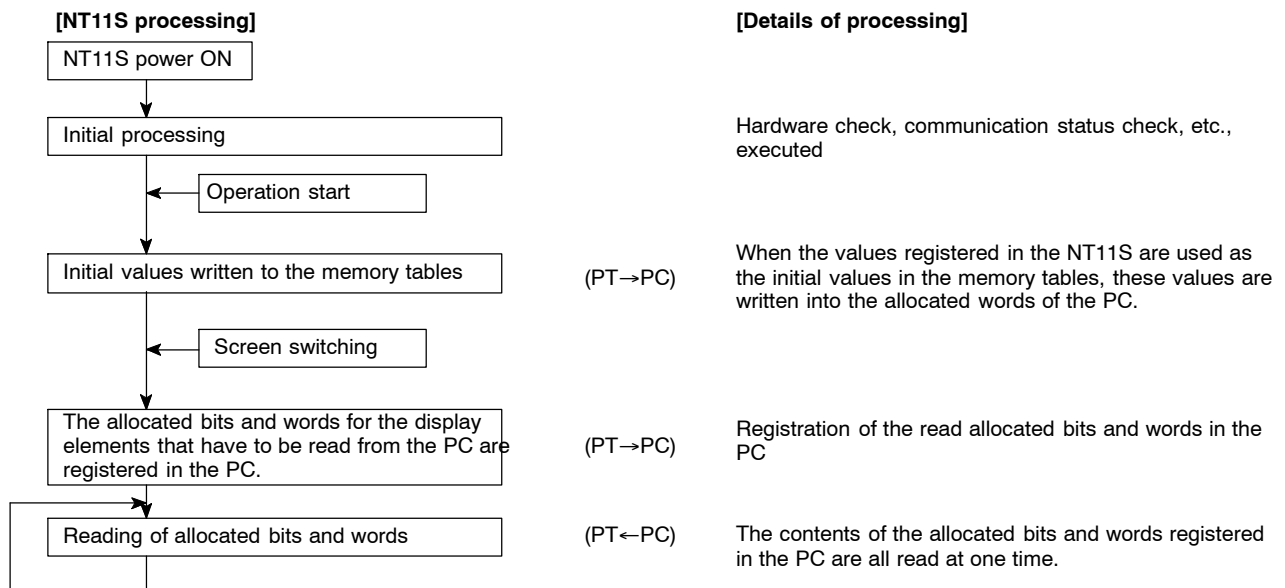 [NT11S processing]
[Details of processing]
NT11S power ON
Initial processing
Hardware check, communication status check, etc.,
executed
Operation start
Initial values written to the memory tables
(PT→PC)
When the values registered in the NT11S are used as
the initial values in the memory tables, these values are
written into the allocated words of the PC.
Screen switching
The allocated bits and words for the display
elements that have to be read from the PC are
registered in the PC.
(PT→PC)
Registration of the read allocated bits and words in the
PC
Reading of allocated bits and words
(PT←PC)
The contents of the allocated bits and words registered
in the PC are all read at one time.